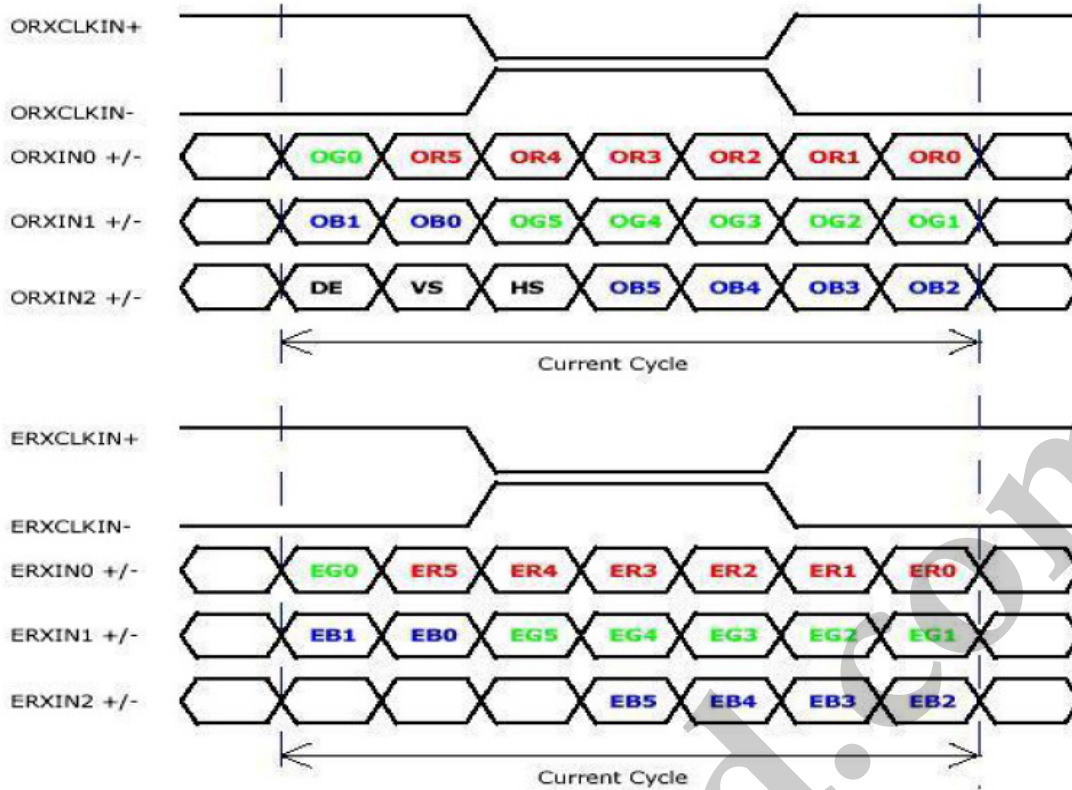 ORXCLKIN+
ORXCLKIN-
ORXIN0 +/- OG0 OR5 OR4 OR3 OR2 OR1 OR0
ORXIN1 +/- OB1 OB0 OG5 OG4 OG3 OG2 OG1
ORXIN2 +/- DE VS HS OB5 OB4 OB3 OB2
Current Cycle
ERXCLKIN+
ERXCLKIN-
ERXIN0 +/- EG0 ER5 ER4 ER3 ER2 ER1 ER0
ERXIN1 +/- EB1 EB0 EG5 EG4 EG3 EG2 EG1
ERXIN2 +/- EB5 EB4 EB3 EB2
Current Cycle
d.com